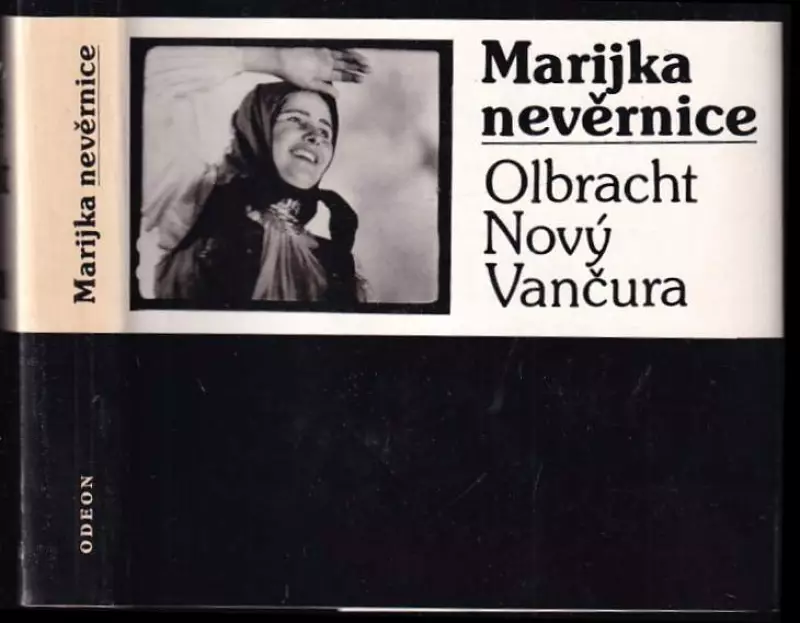 Marijka nevěrnice
ODEON
Marijka
nevěrnice
Olbracht
Nový
Vančura